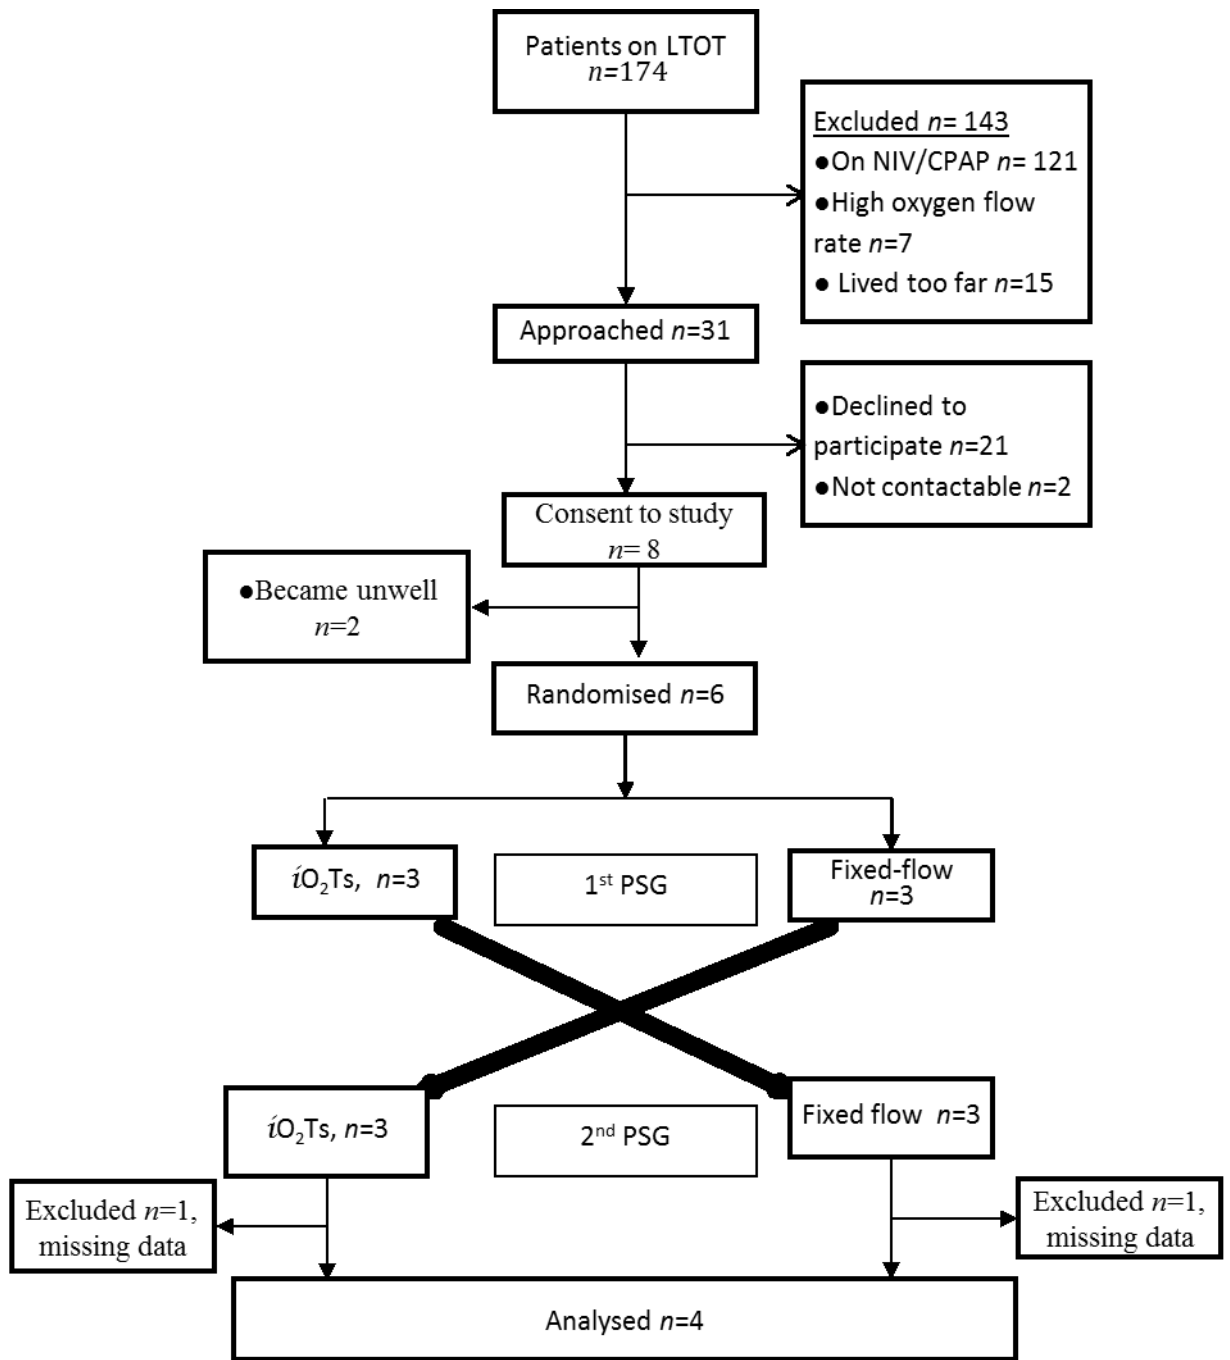 Patients on LTOT
n=174
Excluded n= 143
●On NIV/CPAP n= 121
●High oxygen flow
rate n=7
● Lived too far n=15
Approached n=31
●Declined to
participate n=21
●Not contactable n=2
Consent to study
n= 8
●Became unwell
n=2
Randomised n=6
iO₂Ts, n=3
1st PSG
Fixed-flow
n=3
iO₂Ts, n=3
2nd PSG
Fixed flow n=3
Excluded n=1,
missing data
Excluded n=1,
missing data
Analysed n=4